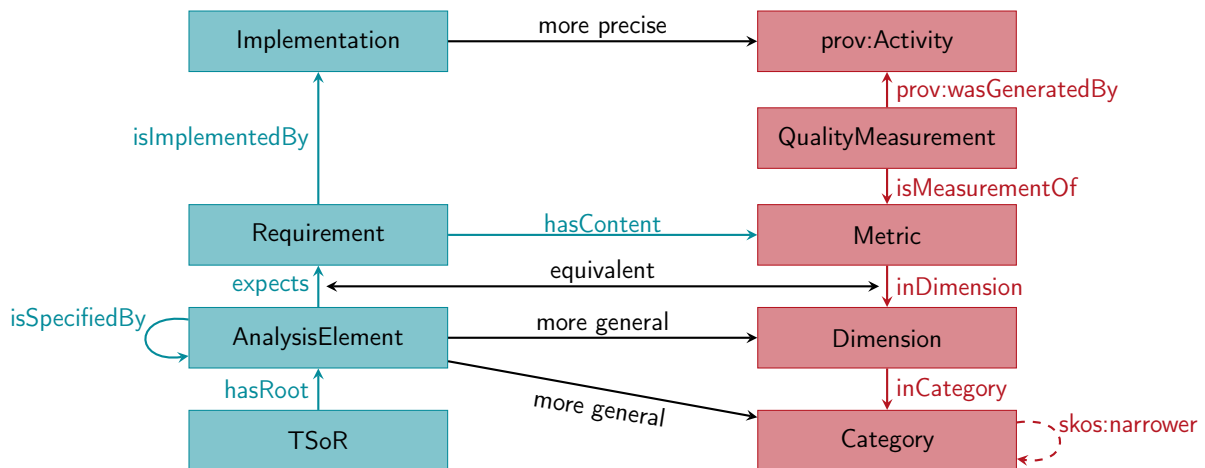 Implementation
more precise
prov:Activity
prov:wasGeneratedBy
isImplementedBy
QualityMeasurement
isMeasurementOf
Requirement
hasContent
Metric
expects
equivalent
inDimension
isSpecifiedBy
AnalysisElement
more general
Dimension
hasRoot
more general
inCategory
TSoR
Category
skos:narrower